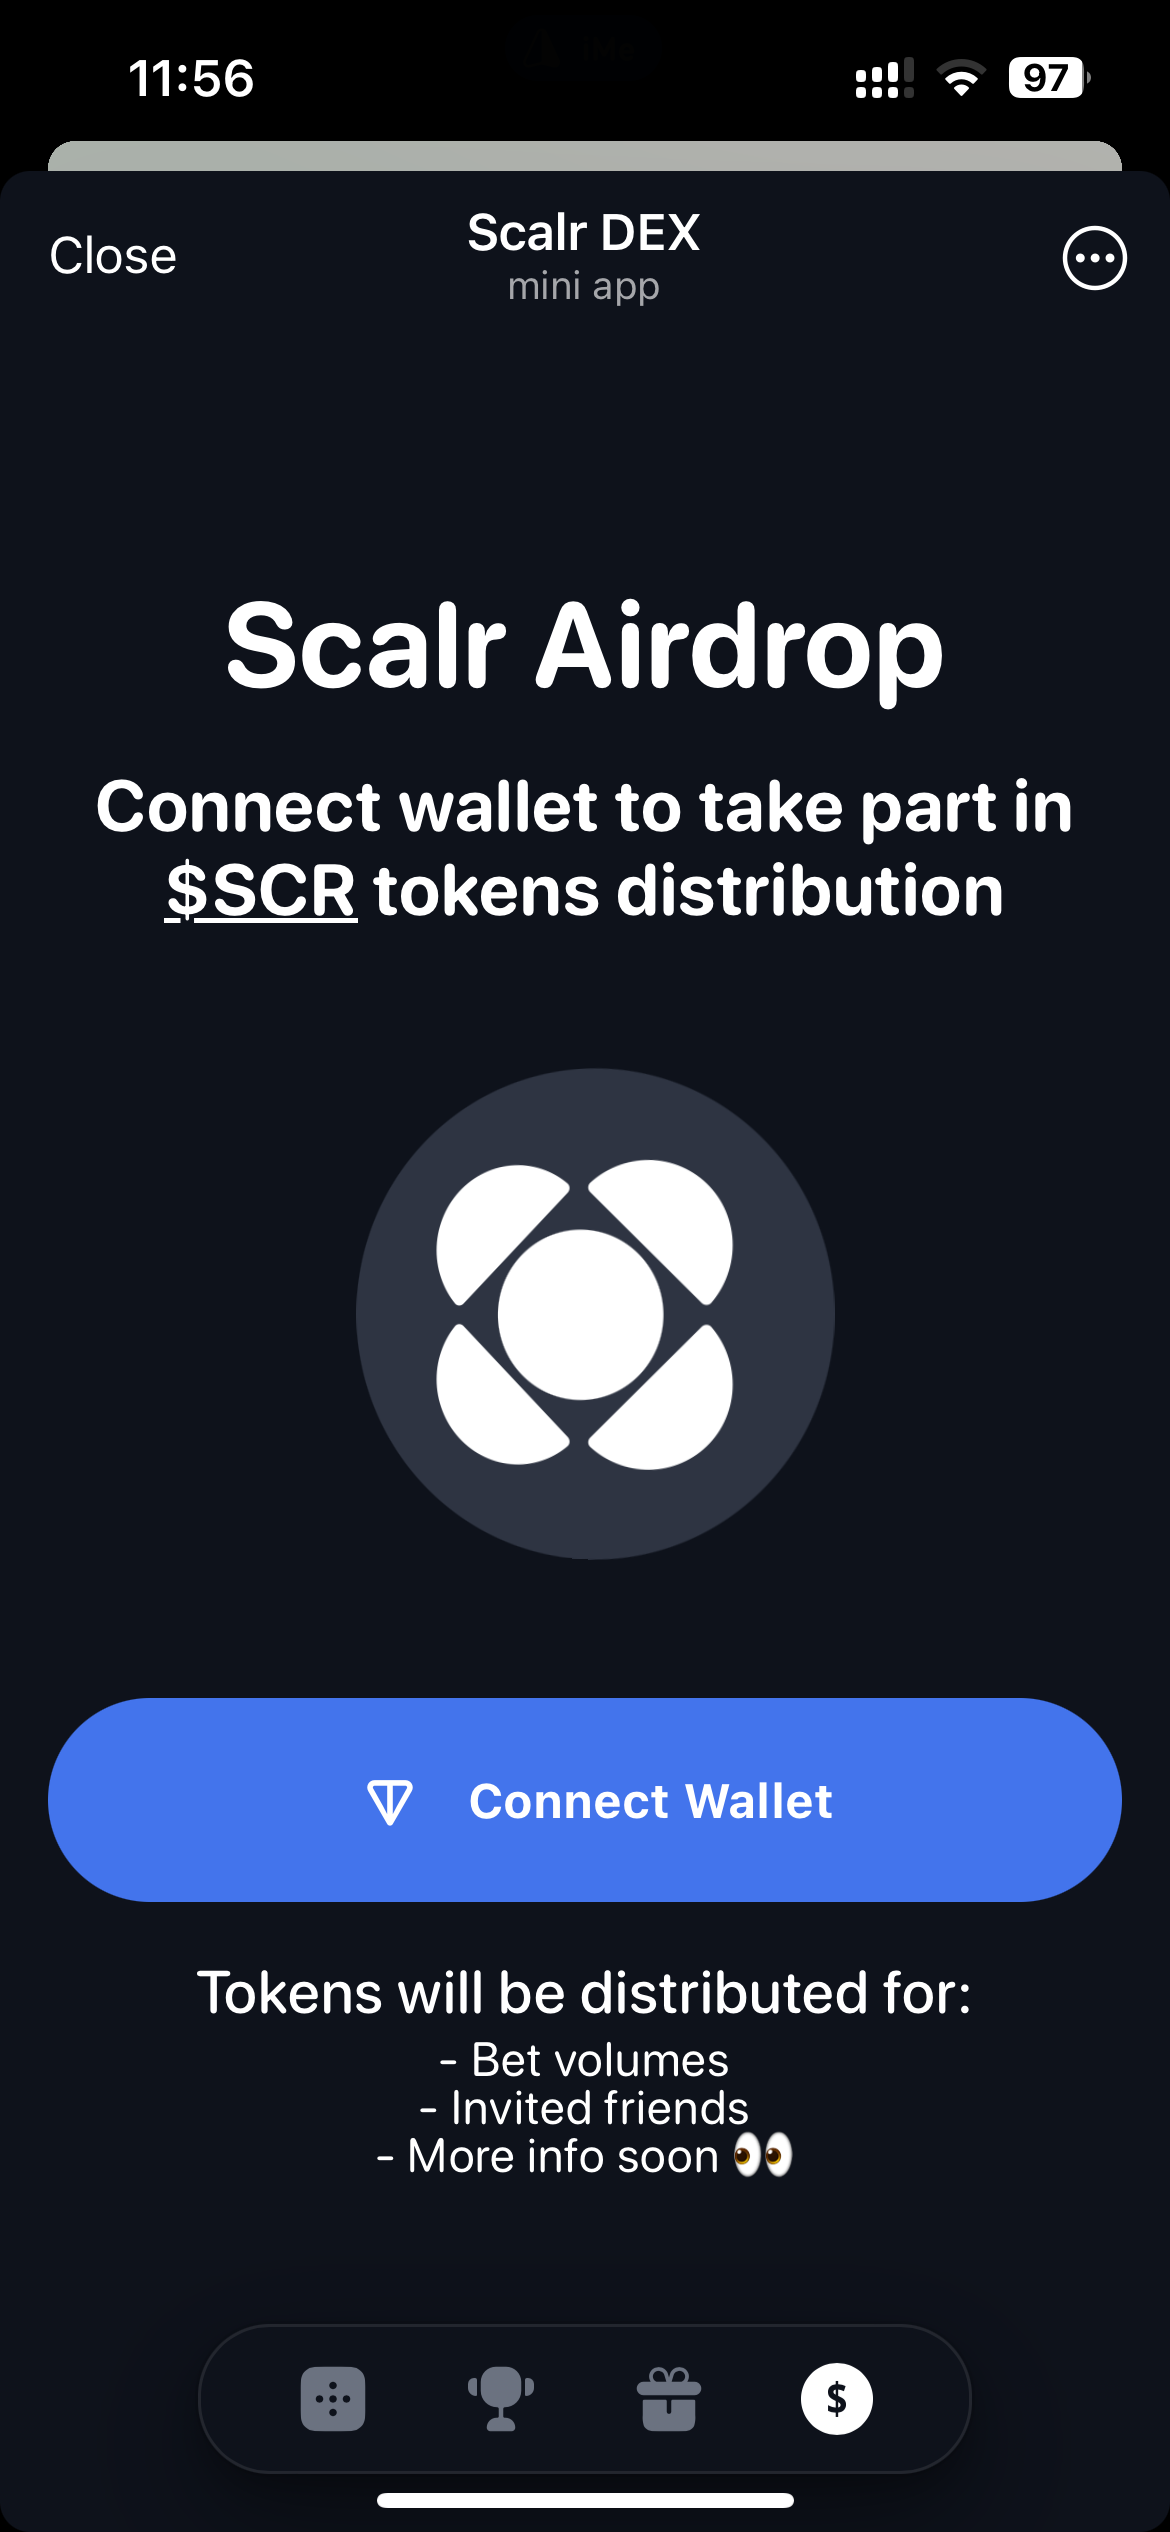 11:56
97
Close
Scalr DEX
mini app
Scalr Airdrop
Connect wallet to take part in
$SCR tokens distribution
Connect Wallet
Tokens will be distributed for:
- Bet volumes
- Invited friends
- More info soon 👀
$